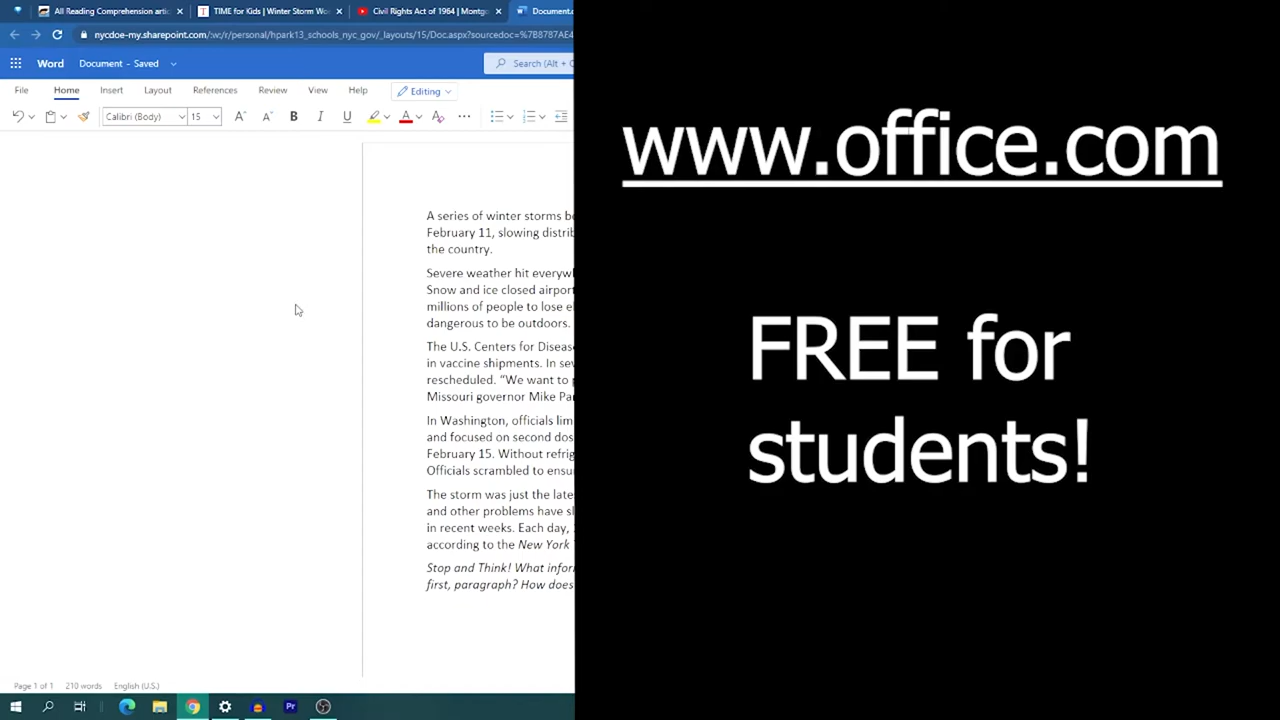 All Reading Comprehension artic
TIME for Kids | Winter Storm Wo
Civil Rights Act of 1964 | Montgo
Document.
nycdoe-my.sharepoint.com/:w:/r/personal/hpark13_schools_nyc_gov/_layouts/15/Doc.aspx?sourcedoc=%7B8787AE4
Word
Document - Saved
Search (Alt + Q
File
Home
Insert
Layout
References
Review
View
Help
Editing
Calibri (Body)
15
A series of winter storms be
February 11, slowing distrib
the country.
Severe weather hit everywh
Snow and ice closed airport
millions of people to lose el
dangerous to be outdoors.
The U.S. Centers for Disease
in vaccine shipments. In sev
rescheduled. “We want to p
Missouri governor Mike Par
In Washington, officials lim
and focused on second dos
February 15. Without refrig
Officials scrambled to ensur
The storm was just the lates
and other problems have sl
in recent weeks. Each day,
according to the New York
Stop and Think! What infor
first, paragraph? How does
Page 1 of 1
210 words
English (U.S.)
www.office.com
FREE for
students!